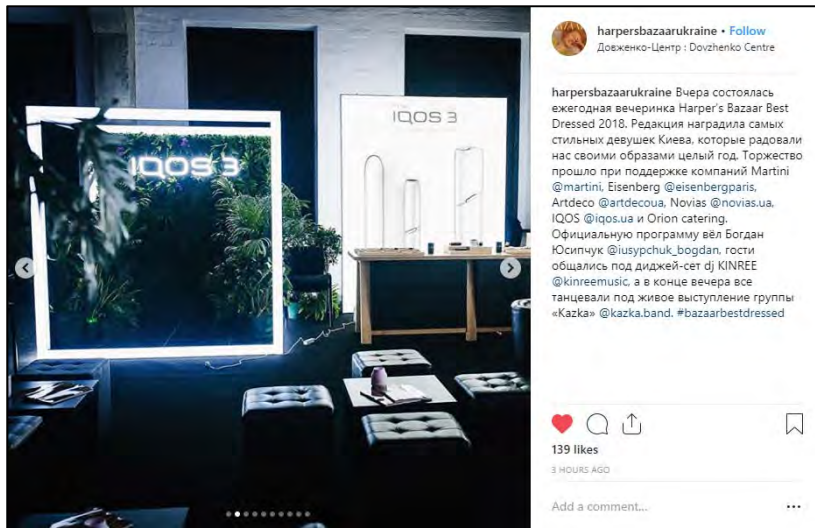 IQOS 3
IQOS 3
harpersbazaarukraine • Follow
Довженко-Центр : Dovzhenko Centre
harpersbazaarukraine Вчера состоялась
ежегодная вечеринка Harper's Bazaar Best
Dressed 2018. Редакция наградила самых
стильных девушек Киева, которые радовали
нас своими образами целый год. Торжество
прошло при поддержке компаний Martini
@martini, Eisenberg @eisenbergparis,
Artdeco @artdecoua, Novias @novias.ua,
IQOS @iqos.ua и Orion catering.
Официальную программу вёл Богдан
Юсипчук @iusypchuk_bogdan, гости
общались под диджей-сет dj KINREE
@kinreemusic, а в конце вечера все
танцевали под живое выступление группы
«Kazka» @kazka.band. #bazaarbestdressed
139 likes
3 HOURS AGO
Add a comment...